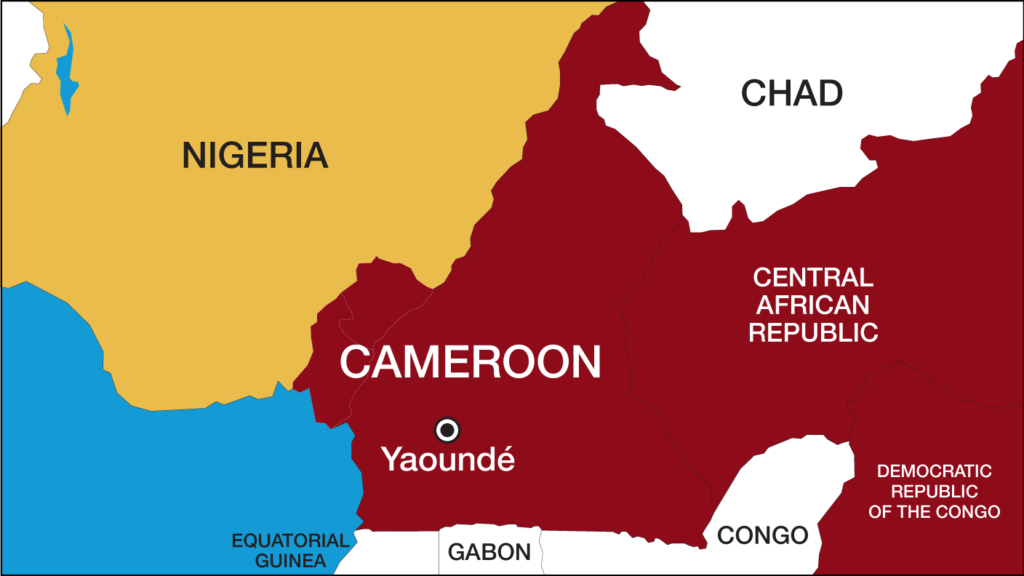 CHAD
NIGERIA
CENTRAL
AFRICAN
REPUBLIC
CAMEROON
Yaoundé
DEMOCRATIC
REPUBLIC
OF THE CONGO
EQUATORIAL
GUINEA
GABON
CONGO